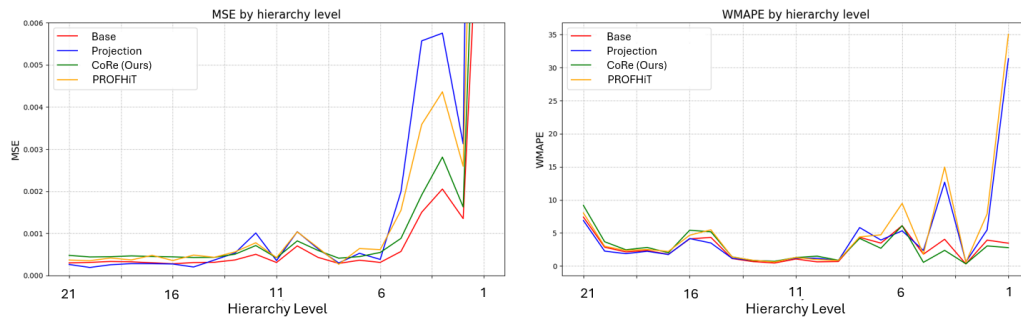 MSE by hierarchy level
0.006
0.005
0.004
0.003
0.002
0.001
0.000
MSE
Base
Projection
CoRe (Ours)
PROFHiT
21
16
11
6
1
Hierarchy Level
WMAPE by hierarchy level
35
30
25
20
15
10
5
0
WMAPE
Base
Projection
CoRe (Ours)
PROFHiT
21
16
11
6
1
Hierarchy Level